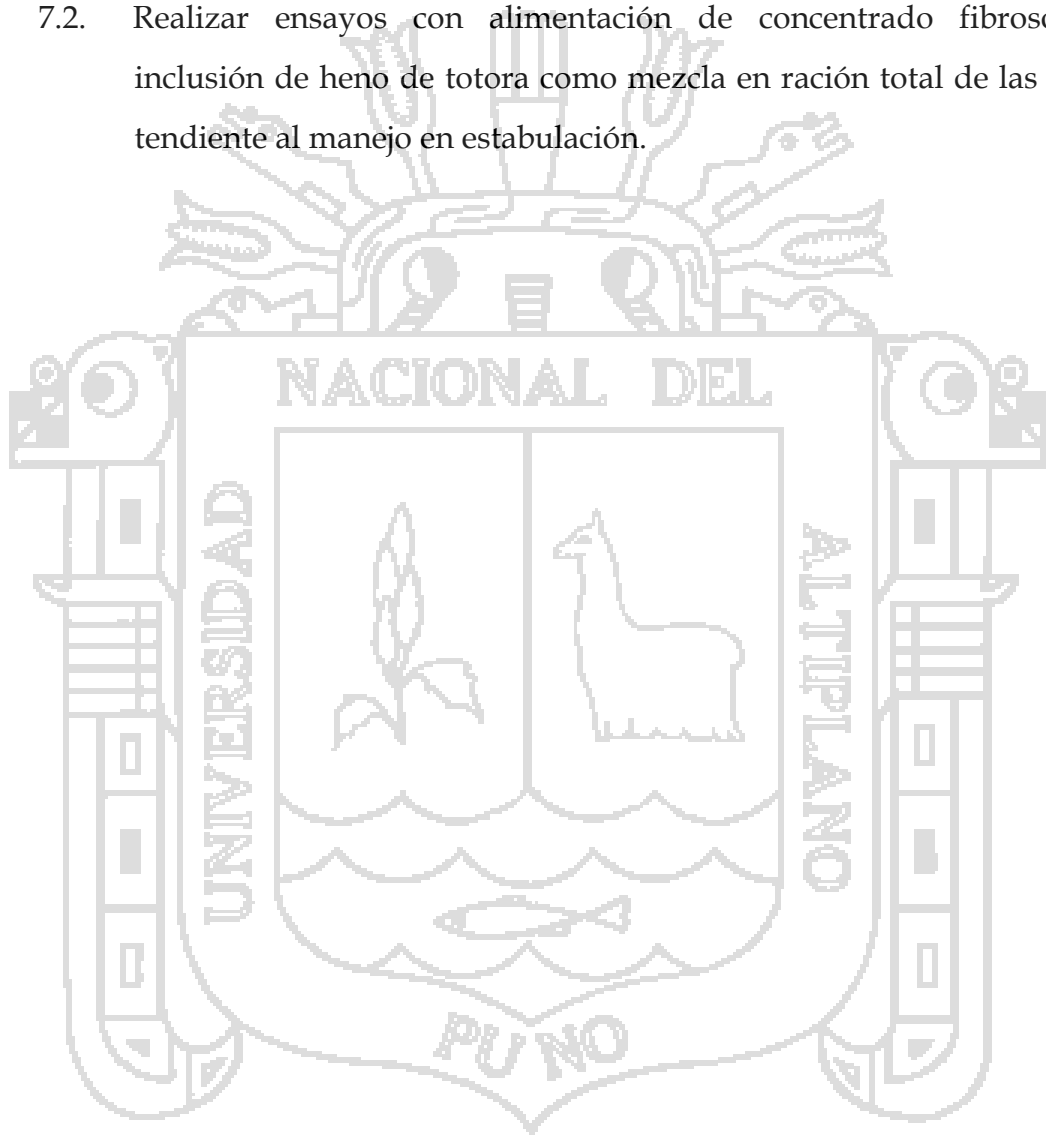 7.2. Realizar ensayos con alimentación de concentrado fibroso
inclusión de heno de totora como mezcla en ración total de las
tendiente al manejo en estabulación.
NACIONAL DEL
UNIVERSIDAD
ALTIPLANO
PUNO